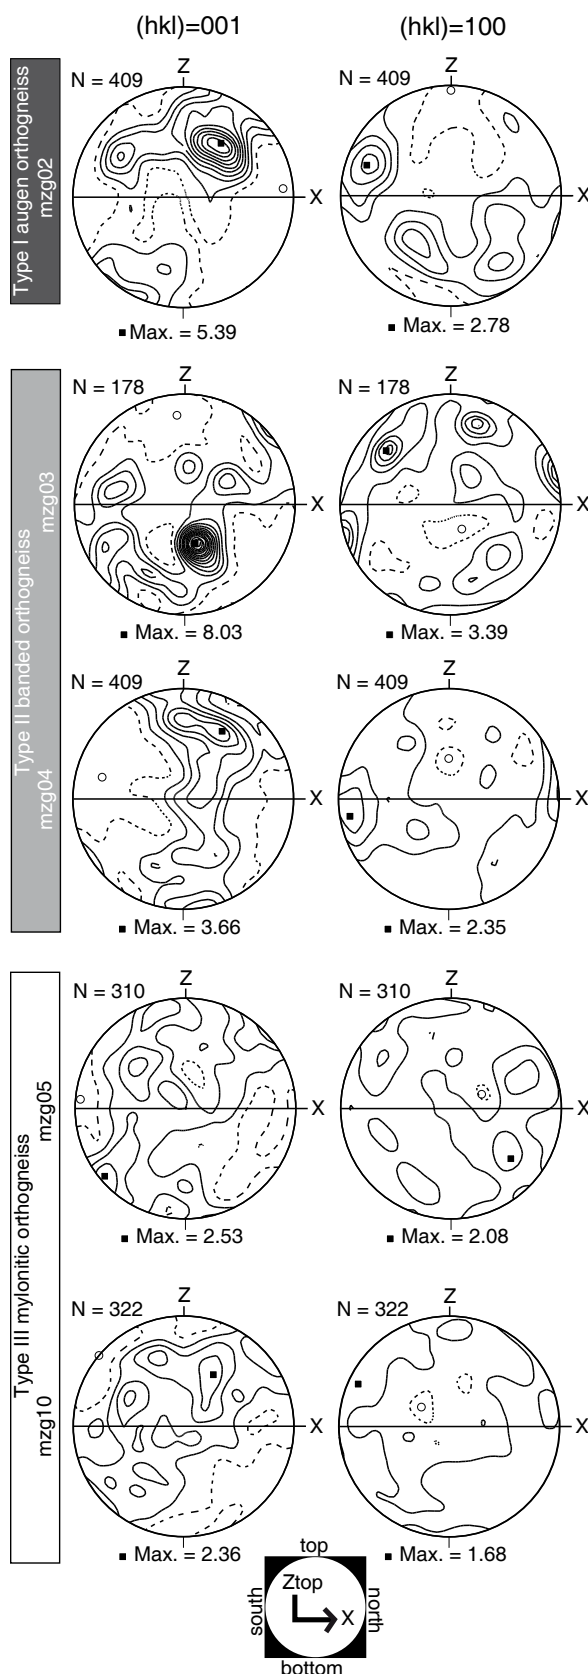 (hkl)=001 (hkl)=100
Type I augen orthogneiss
mzg02
N = 409
Z
X
Max. = 5.39
N = 409
Z
X
Max. = 2.78
Type II banded orthogneiss
mzg03
N = 178
Z
X
Max. = 8.03
N = 178
Z
X
Max. = 3.39
mzg04
N = 409
Z
X
Max. = 3.66
N = 409
Z
X
Max. = 2.35
Type III mylonitic orthogneiss
mzg05
N = 310
Z
X
Max. = 2.53
N = 310
Z
X
Max. = 2.08
mzg10
N = 322
Z
X
Max. = 2.36
N = 322
Z
X
Max. = 1.68
top
Ztop
south
X
north
bottom